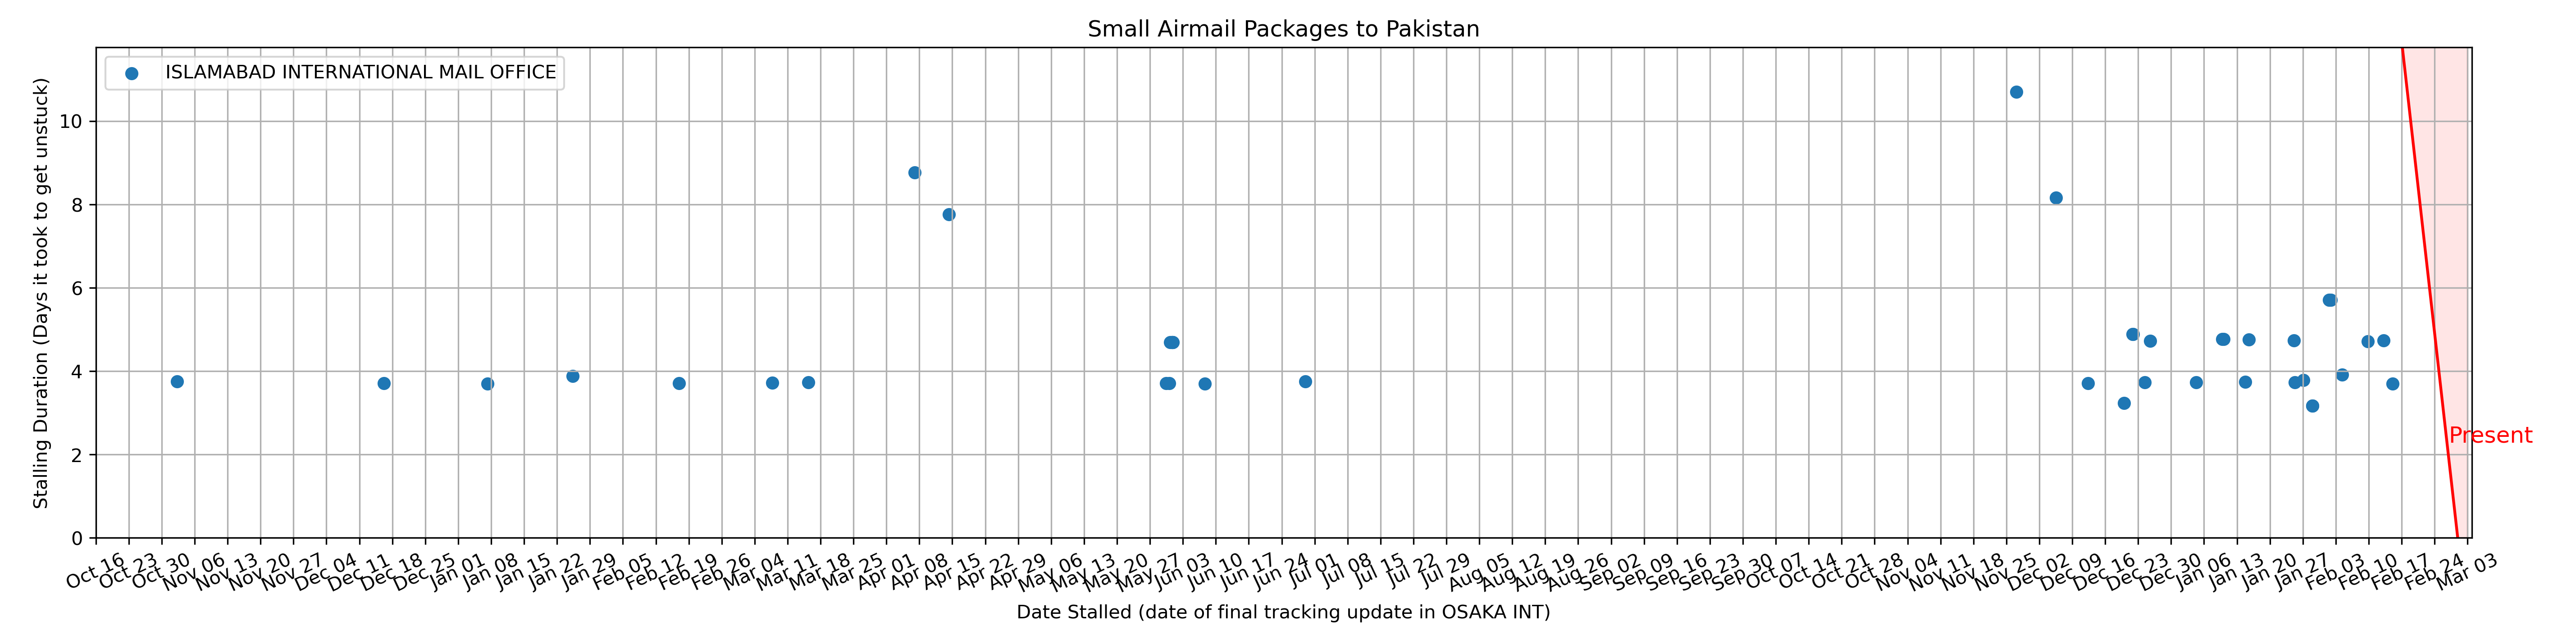 Small Airmail Packages to Pakistan
ISLAMABAD INTERNATIONAL MAIL OFFICE
Stalling Duration (Days it took to get unstuck)
10
8
6
4
2
0
Present
Oct 16
Oct 23
Oct 30
Nov 06
Nov 13
Nov 20
Nov 27
Dec 04
Dec 11
Dec 18
Dec 25
Jan 01
Jan 08
Jan 15
Jan 22
Jan 29
Feb 05
Feb 12
Feb 19
Feb 26
Mar 04
Mar 11
Mar 18
Mar 25
Apr 01
Apr 08
Apr 15
Apr 22
Apr 29
May 06
May 13
May 20
May 27
Jun 03
Jun 10
Jun 17
Jun 24
Jul 01
Jul 08
Jul 15
Jul 22
Jul 29
Aug 05
Aug 12
Aug 19
Aug 26
Sep 02
Sep 09
Sep 16
Sep 23
Sep 30
Oct 07
Oct 14
Oct 21
Oct 28
Nov 04
Nov 11
Nov 18
Nov 25
Dec 02
Dec 09
Dec 16
Dec 23
Dec 30
Jan 06
Jan 13
Jan 20
Jan 27
Feb 03
Feb 10
Feb 17
Feb 24
Mar 03
Date Stalled (date of final tracking update in OSAKA INT)